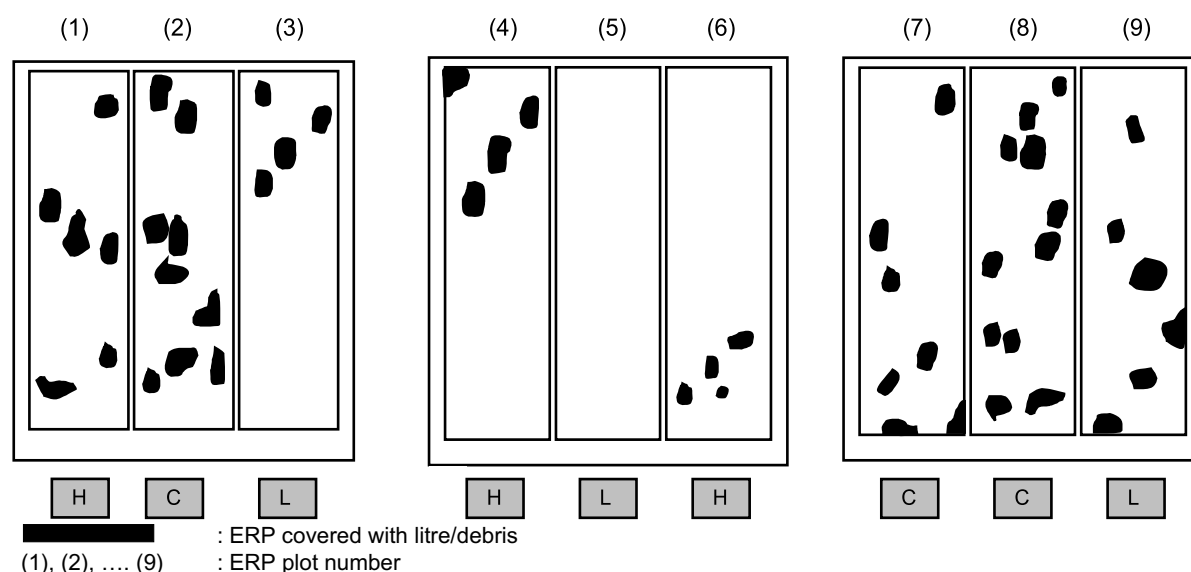 (1) (2) (3) (4) (5) (6) (7) (8) (9)
H C L H L H C C L
: ERP covered with litre/debris
(1), (2), .... (9) : ERP plot number